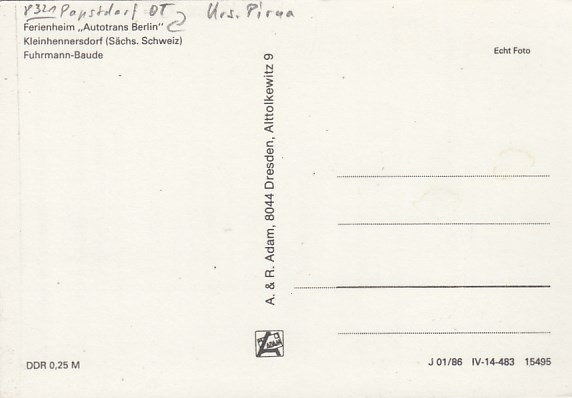 8321 Papstdorf OT Krs. Pirna
Ferienheim „Autotrans Berlin“
Kleinhennersdorf (Sächs. Schweiz)
Fuhrmann-Baude
Echt Foto
A. & R. Adam, 8044 Dresden, Alttolkewitz 9
ADAM
DDR 0,25 M
J 01/86 IV-14-483 15495